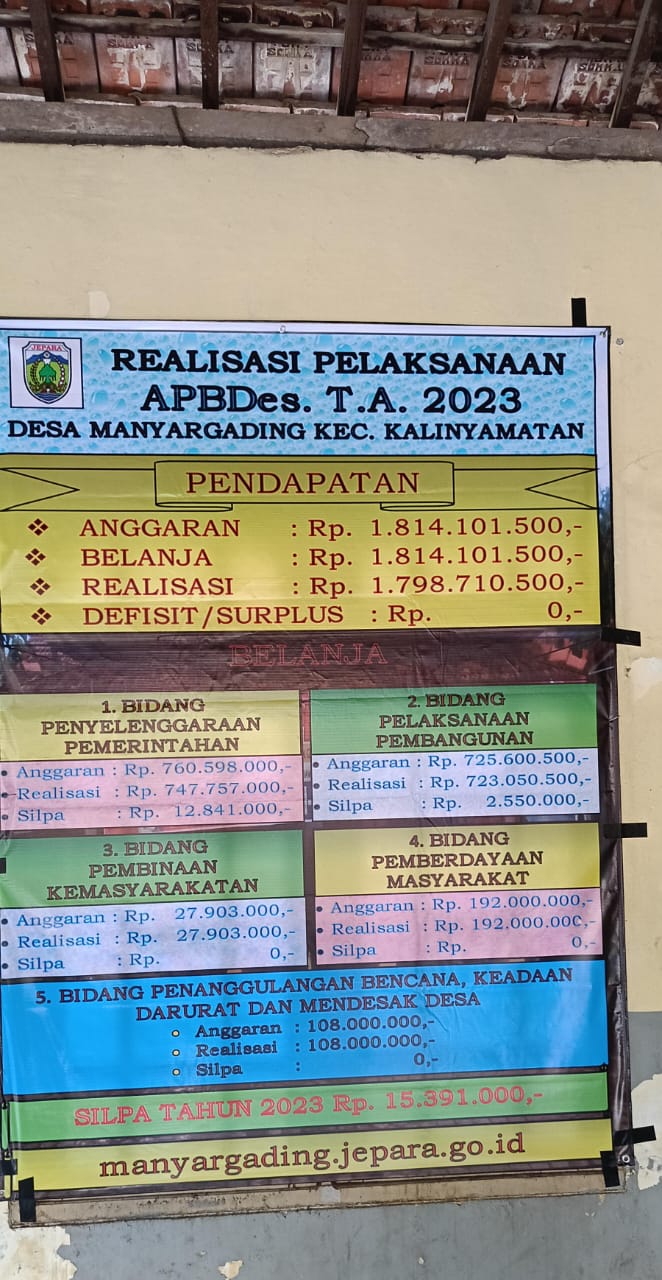 JEPARA
REALISASI PELAKSANAAN
APBDes. T.A. 2023
DESA MANYARGADING KEC. KALINYAMATAN
PENDAPATAN
❖ ANGGARAN : Rp. 1.814.101.500,-
❖ BELANJA : Rp. 1.814.101.500,-
❖ REALISASI : Rp. 1.798.710.500,-
❖ DEFISIT/SURPLUS : Rp. 0,-
BELANJA
1. BIDANG
PENYELENGGARAAN
PEMERINTAHAN
• Anggaran : Rp. 760.598.000,-
• Realisasi : Rp. 747.757.000,-
• Silpa : Rp. 12.841.000,-
2. BIDANG
PELAKSANAAN
PEMBANGUNAN
• Anggaran : Rp. 725.600.500,-
• Realisasi : Rp. 723.050.500,-
• Silpa : Rp. 2.550.000,-
3. BIDANG
PEMBINAAN
KEMASYARAKATAN
• Anggaran : Rp. 27.903.000,-
• Realisasi : Rp. 27.903.000,-
• Silpa : Rp. 0,-
4. BIDANG
PEMBERDAYAAN
MASYARAKAT
• Anggaran : Rp. 192.000.000,-
• Realisasi : Rp. 192.000.000,-
• Silpa : Rp. 0,-
5. BIDANG PENANGGULANGAN BENCANA, KEADAAN
DARURAT DAN MENDESAK DESA
o Anggaran : 108.000.000,-
o Realisasi : 108.000.000,-
o Silpa : 0,-
SILPA TAHUN 2023 Rp. 15.391.000,-
manyargading.jepara.go.id